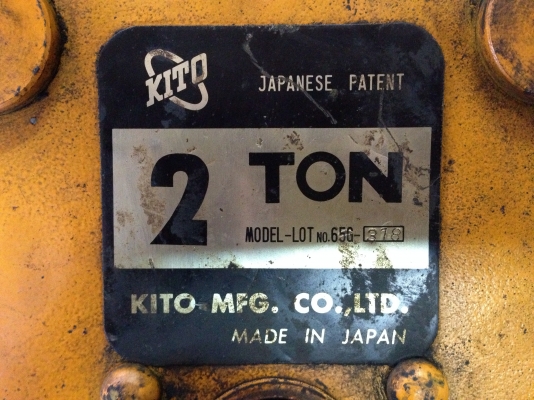 KITO
JAPANESE PATENT
2 TON
MODEL-LOT NO.
KITO MFG. CO.,LTD.
MADE IN JAPAN